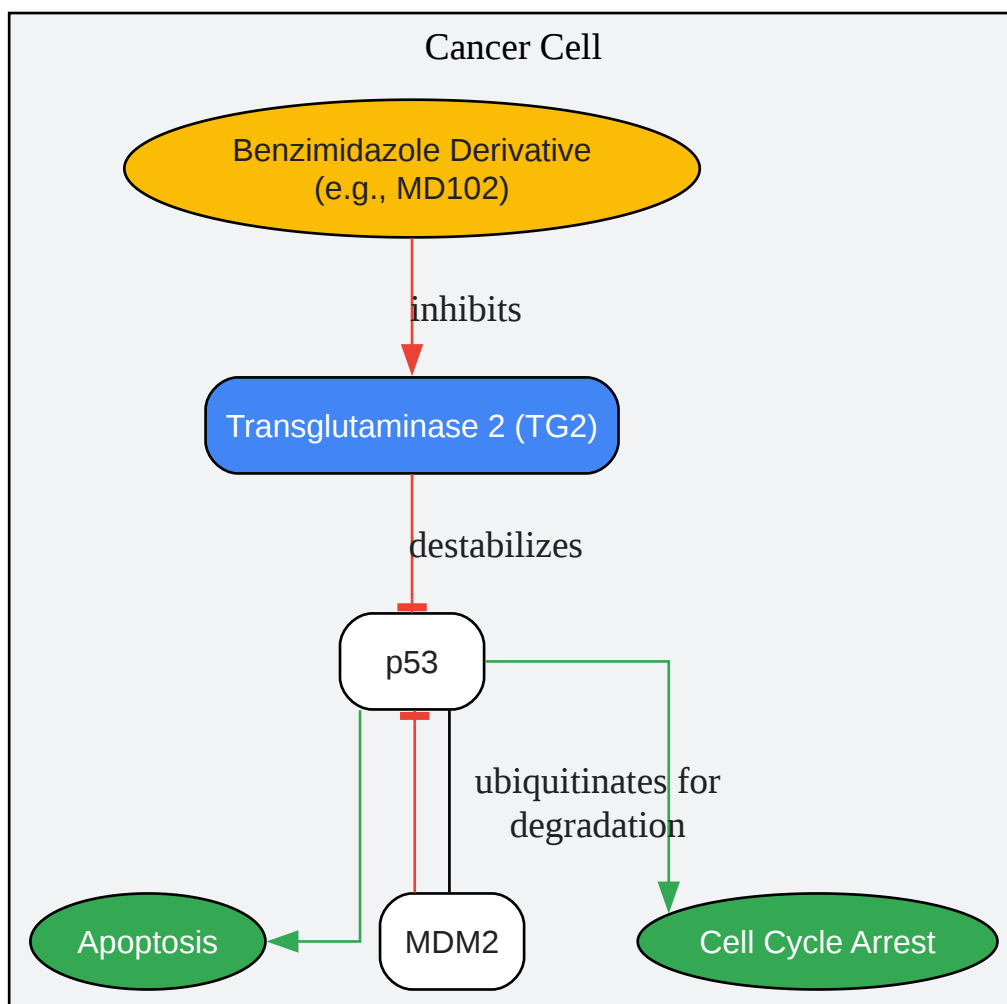 Cancer Cell
Benzimidazole Derivative
(e.g., MD102)
inhibits
Transglutaminase 2 (TG2)
destabilizes
p53
ubiquitinates for
degradation
Apoptosis
MDM2
Cell Cycle Arrest